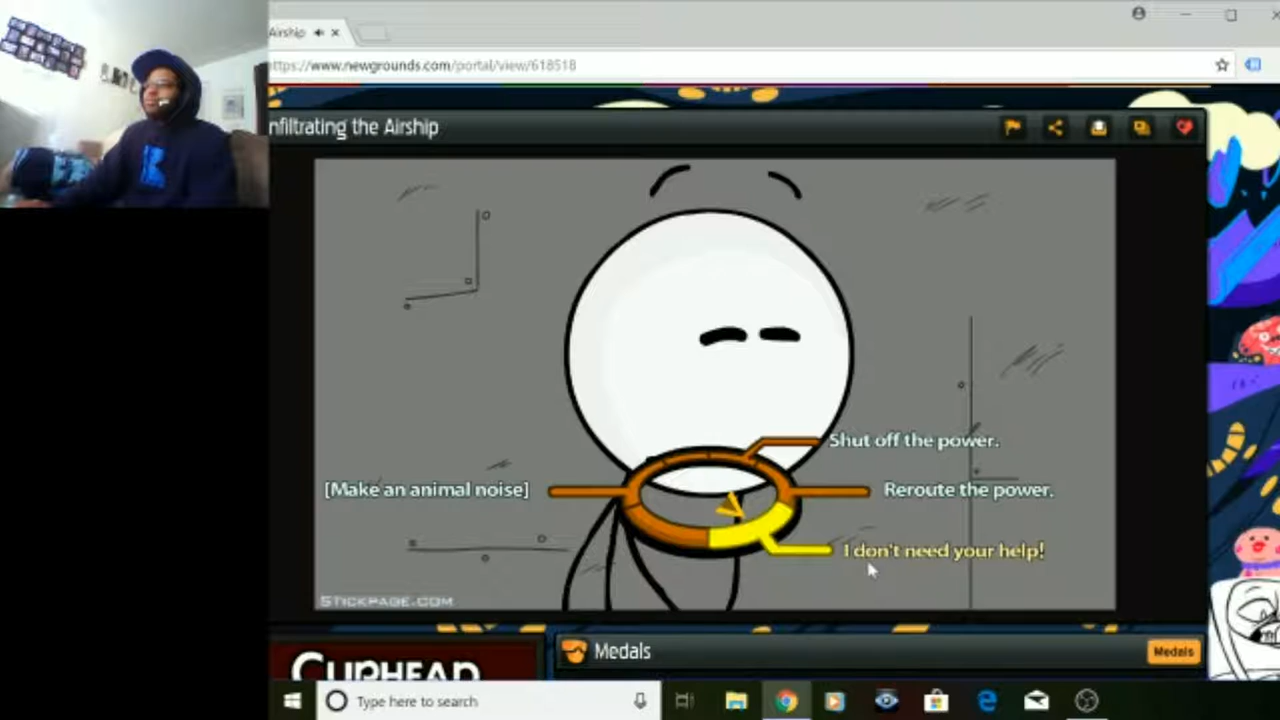 Airship
ttps://www.newgrounds.com/portal/view/618518
nfiltrating the Airship
Shut off the power.
[Make an animal noise]
Reroute the power.
I don't need your help!
STICKPAGE.COM
CUPHEAD
Medals
Medals
Type here to search